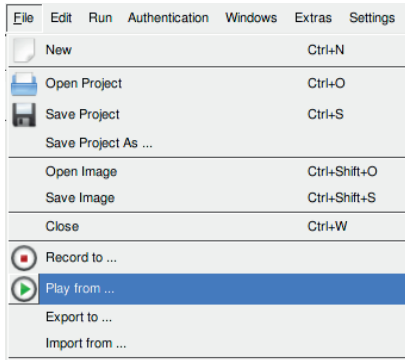 File Edit Run Authentication Windows Extras Settings
New Ctrl+N
Open Project Ctrl+O
Save Project Ctrl+S
Save Project As ...
Open Image Ctrl+Shift+O
Save Image Ctrl+Shift+S
Close Ctrl+W
Record to ...
Play from ...
Export to ...
Import from ...